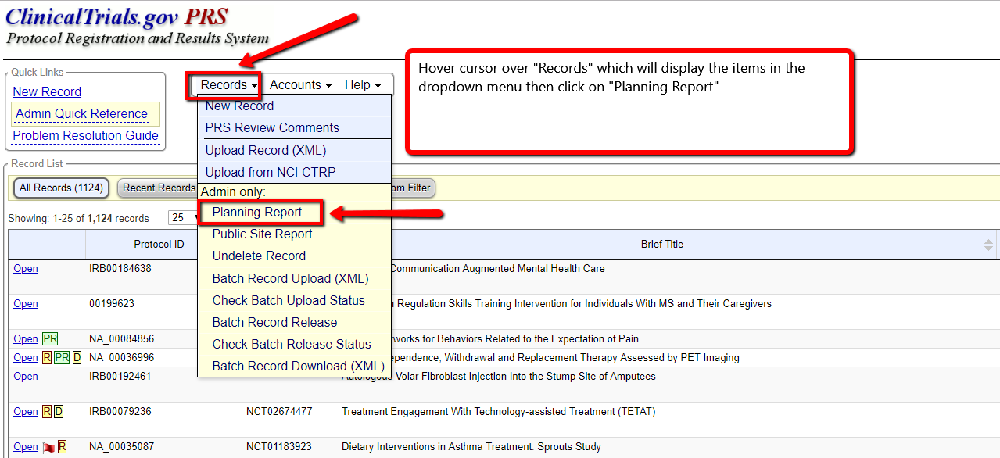 ClinicalTrials.gov PRS
Protocol Registration and Results System
Hover cursor over "Records" which will display the items in the
dropdown menu then click on "Planning Report"
Quick Links
New Record
Admin Quick Reference
Problem Resolution Guide
Records Accounts Help
New Record
PRS Review Comments
Upload Record (XML)
Upload from NCI CTRP
Admin only:
Planning Report
Public Site Report
Undelete Record
Batch Record Upload (XML)
Check Batch Upload Status
Batch Record Release
Check Batch Release Status
Batch Record Download (XML)
Record List
All Records (1124) Recent Records Filter
Showing: 1-25 of 1,124 records 25
Protocol ID Brief Title
Open IRB00184638 Communication Augmented Mental Health Care
Open 00199623 Regulation Skills Training Intervention for Individuals With MS and Their Caregivers
Open PR NA_00084856 for Behaviors Related to the Expectation of Pain.
Open R PR D NA_00036996 Withdrawal and Replacement Therapy Assessed by PET Imaging
Open IRB00192461 Autologous Volar Fibroblast Injection Into the Stump Site of Amputees
Open R D IRB00079236 NCT02674477 Treatment Engagement With Technology-assisted Treatment (TETAT)
Open R NA_00035087 NCT01183923 Dietary Interventions in Asthma Treatment: Sprouts Study